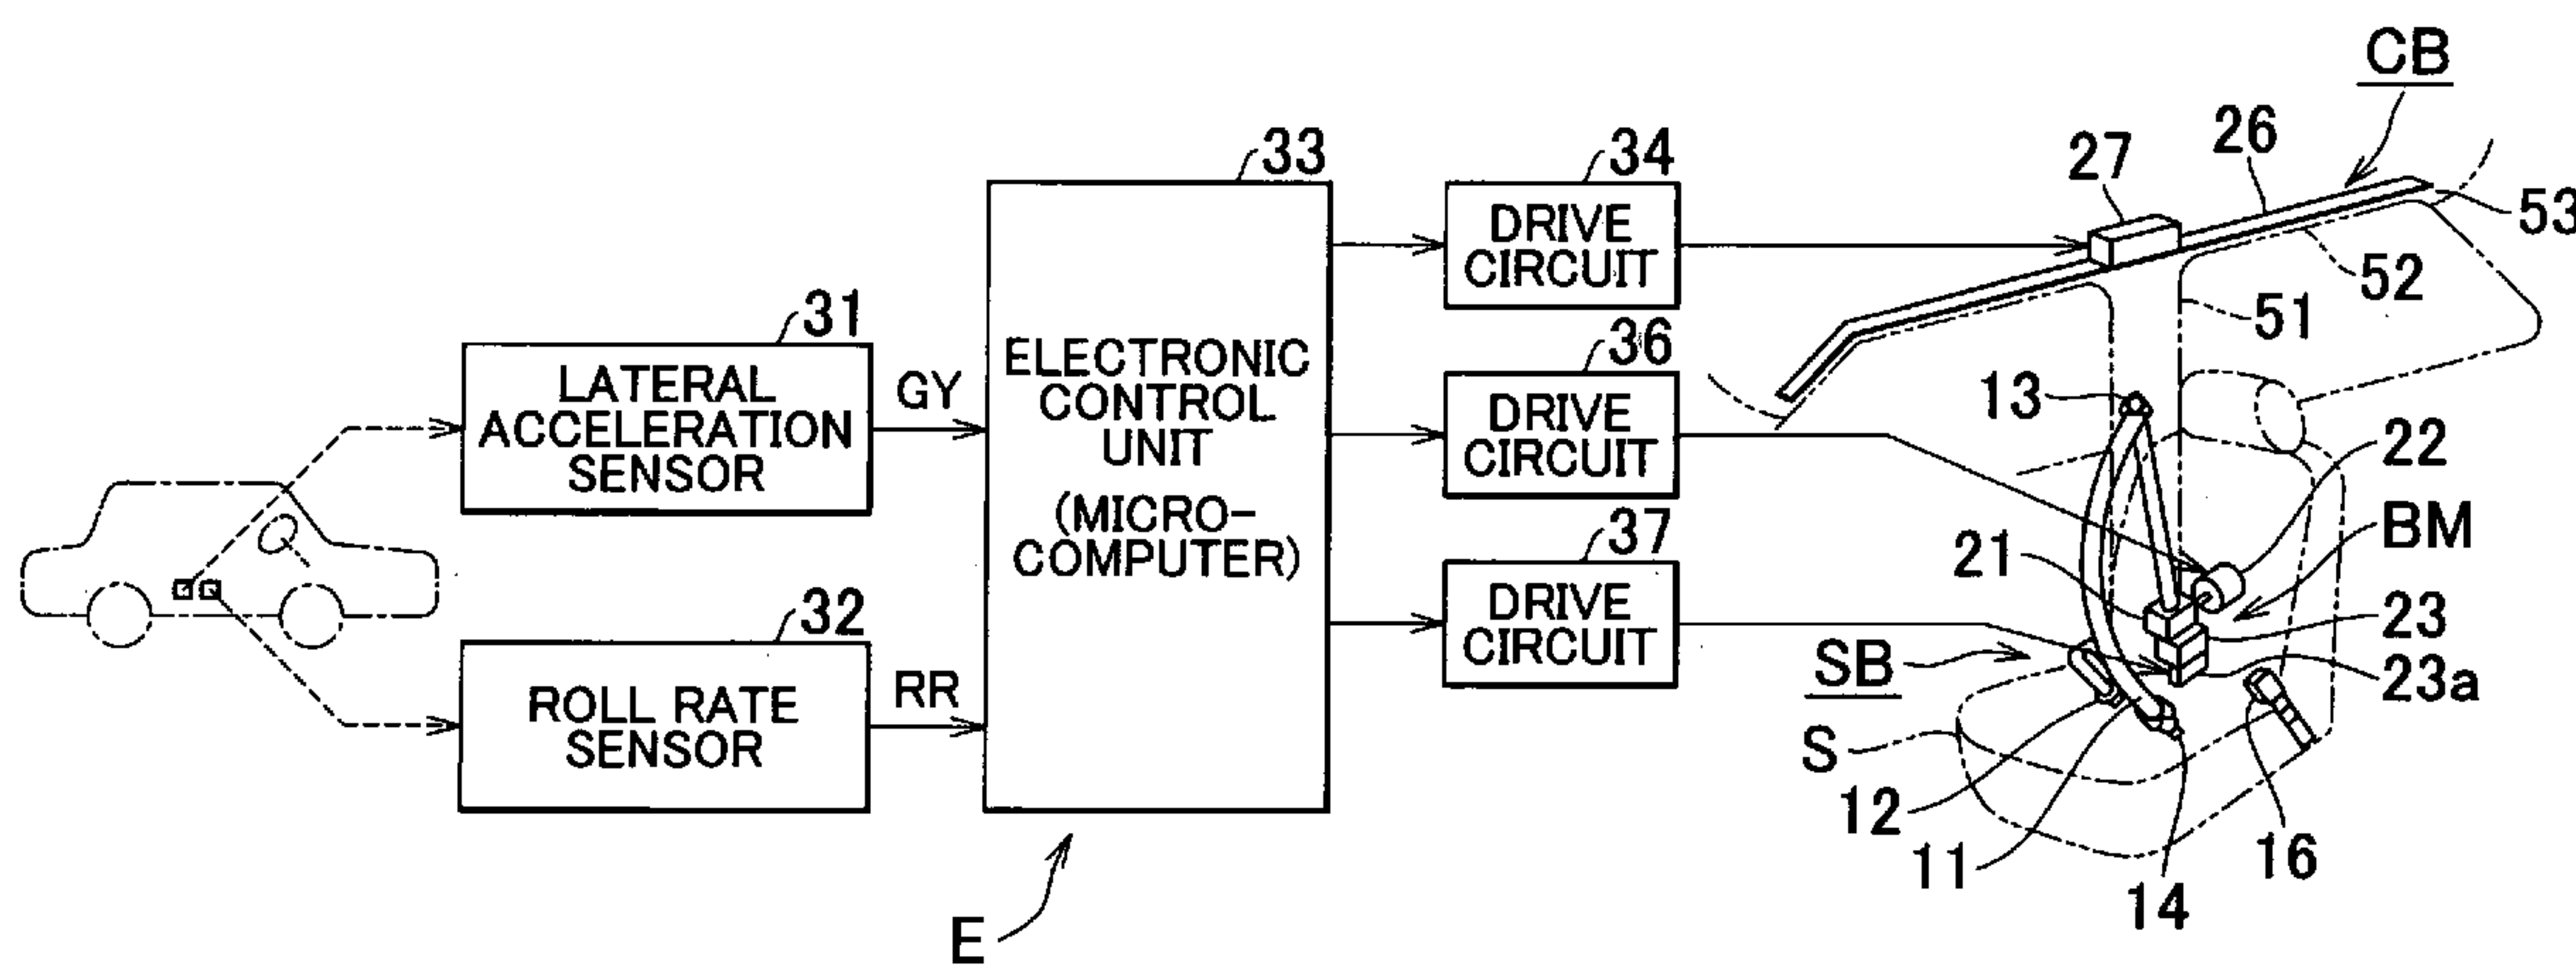 CB
26
27
53
33
34
DRIVE
CIRCUIT
52
51
31
LATERAL
ACCELERATION
SENSOR
GY
ELECTRONIC
CONTROL
UNIT
(MICRO-
COMPUTER)
36
DRIVE
CIRCUIT
13
22
BM
37
DRIVE
CIRCUIT
21
23
23a
SB
S
32
ROLL RATE
SENSOR
RR
12
11
14
16
E